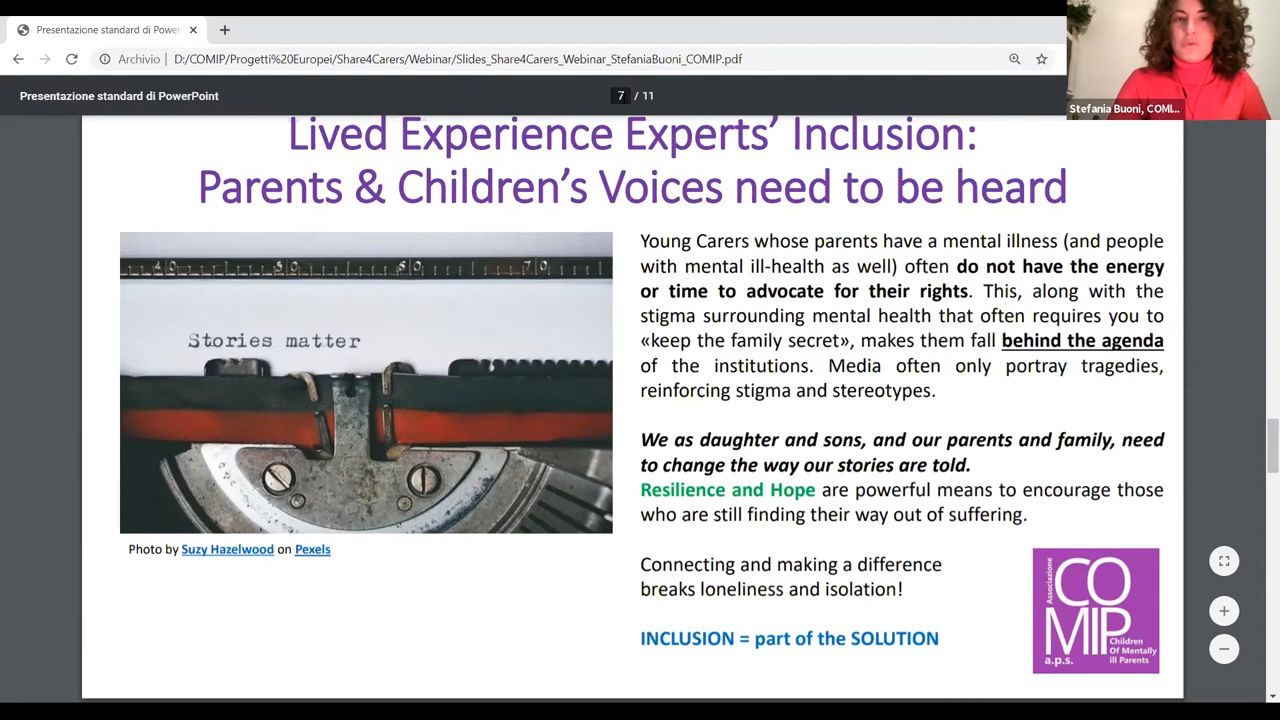 Presentazione standard di Power
Archivio D:/COMIP/Progetti%20Europei/Share4Carers/Webinar/Slides_Share4Carers_Webinar_StefaniaBuoni_COMIP.pdf
Stefania Buoni, COMI...
Presentazione standard di PowerPoint
7 / 11
Lived Experience Experts’ Inclusion:
Parents & Children’s Voices need to be heard
40 50 60 70
Stories matter
Photo by Suzy Hazelwood on Pexels
Young Carers whose parents have a mental illness (and people
with mental ill-health as well) often do not have the energy
or time to advocate for their rights. This, along with the
stigma surrounding mental health that often requires you to
«keep the family secret», makes them fall behind the agenda
of the institutions. Media often only portray tragedies,
reinforcing stigma and stereotypes.
We as daughter and sons, and our parents and family, need
to change the way our stories are told.
Resilience and Hope are powerful means to encourage those
who are still finding their way out of suffering.
Connecting and making a difference
breaks loneliness and isolation!
INCLUSION = part of the SOLUTION
Associazione
CO
MIP
Children
Of Mentally
ill Parents
a.p.s.